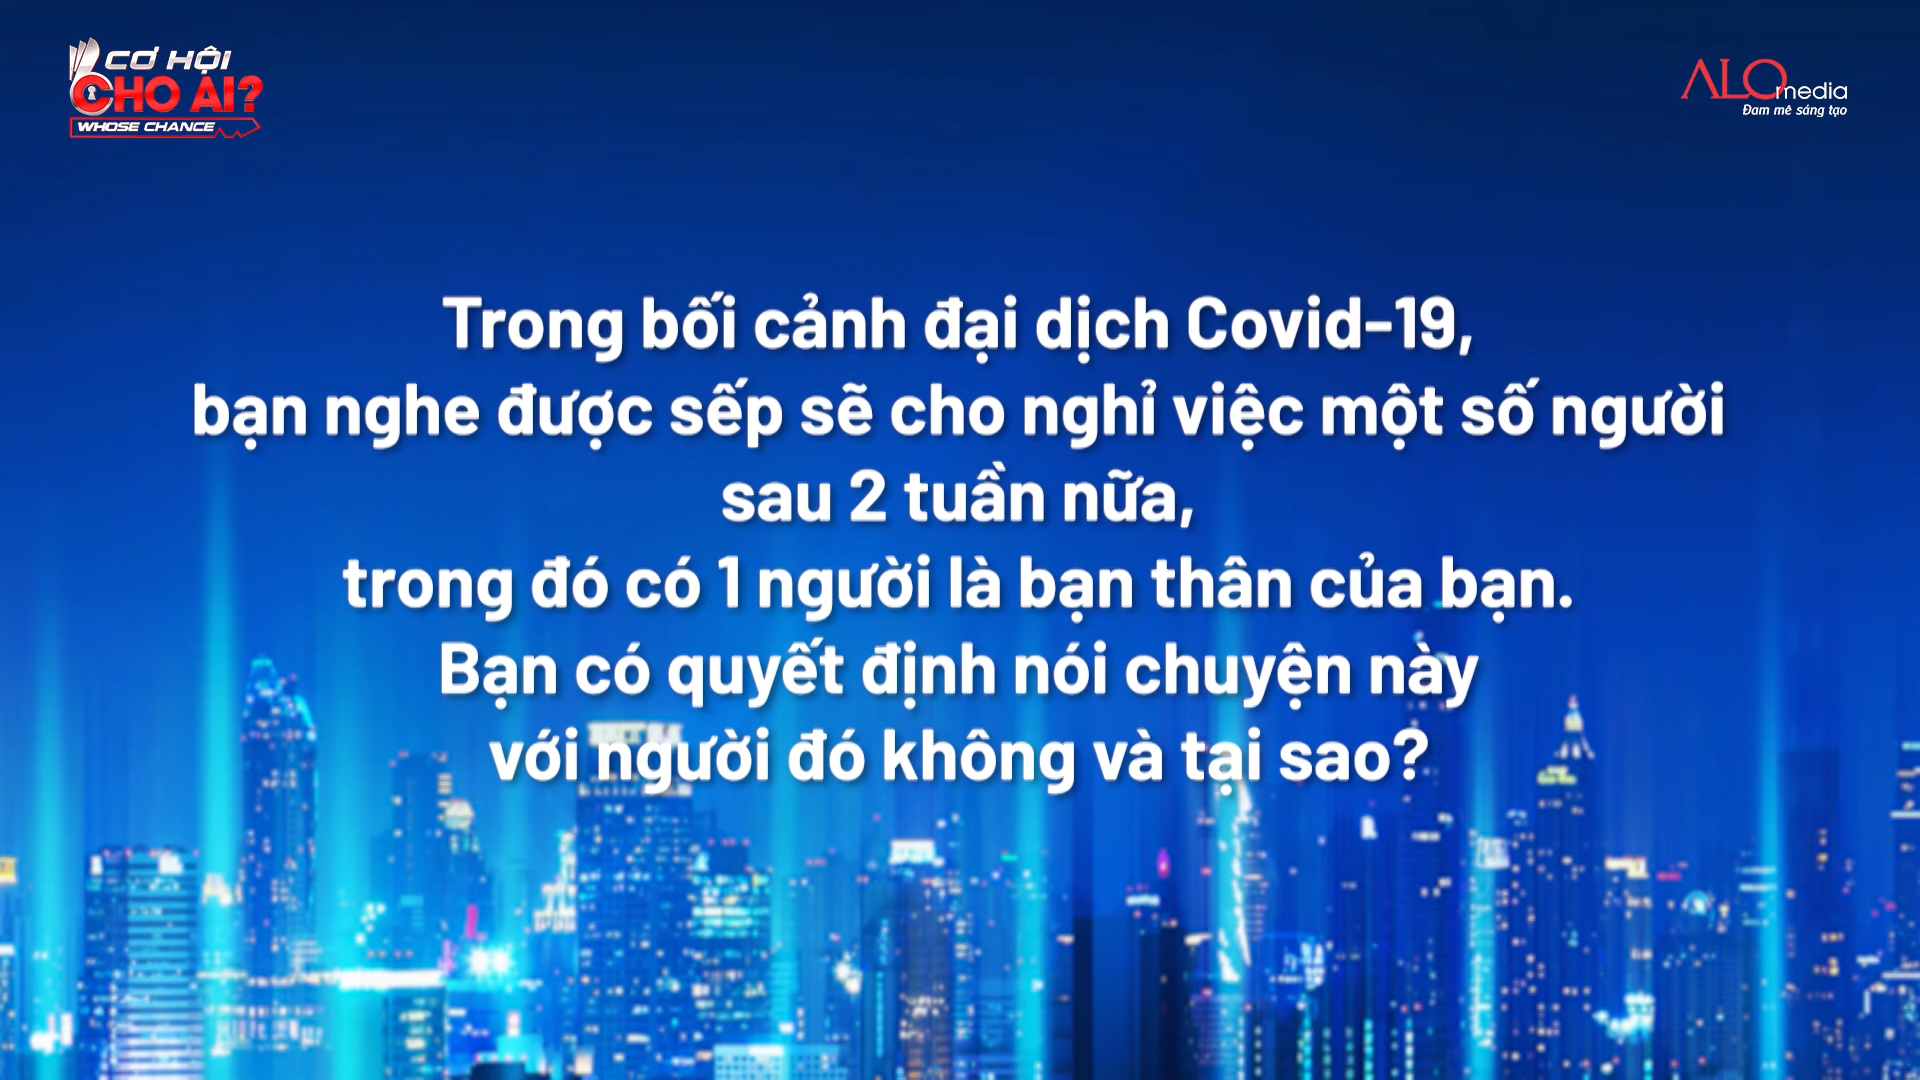 CƠ HỘI
CHO AI?
WHOSE CHANCE
ALOmedia
Đam mê sáng tạo
Trong bối cảnh đại dịch Covid-19,
bạn nghe được sếp sẽ cho nghỉ việc một số người
sau 2 tuần nữa,
trong đó có 1 người là bạn thân của bạn.
Bạn có quyết định nói chuyện này
với người đó không và tại sao?